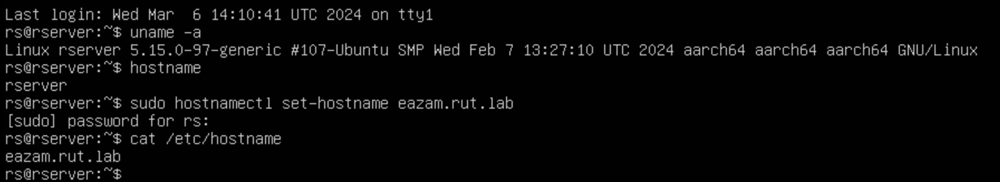 Last login: Wed Mar  6 14:10:41 UTC 2024 on tty1
rs@rserver:~$ uname -a
Linux rserver 5.15.0-97-generic #107-Ubuntu SMP Wed Feb 7 13:27:10 UTC 2024 aarch64 aarch64 aarch64 GNU/Linux
rs@rserver:~$ hostname
rserver
rs@rserver:~$ sudo hostnamectl set-hostname eazam.rut.lab
[sudo] password for rs:
rs@rserver:~$ cat /etc/hostname
eazam.rut.lab
rs@rserver:~$